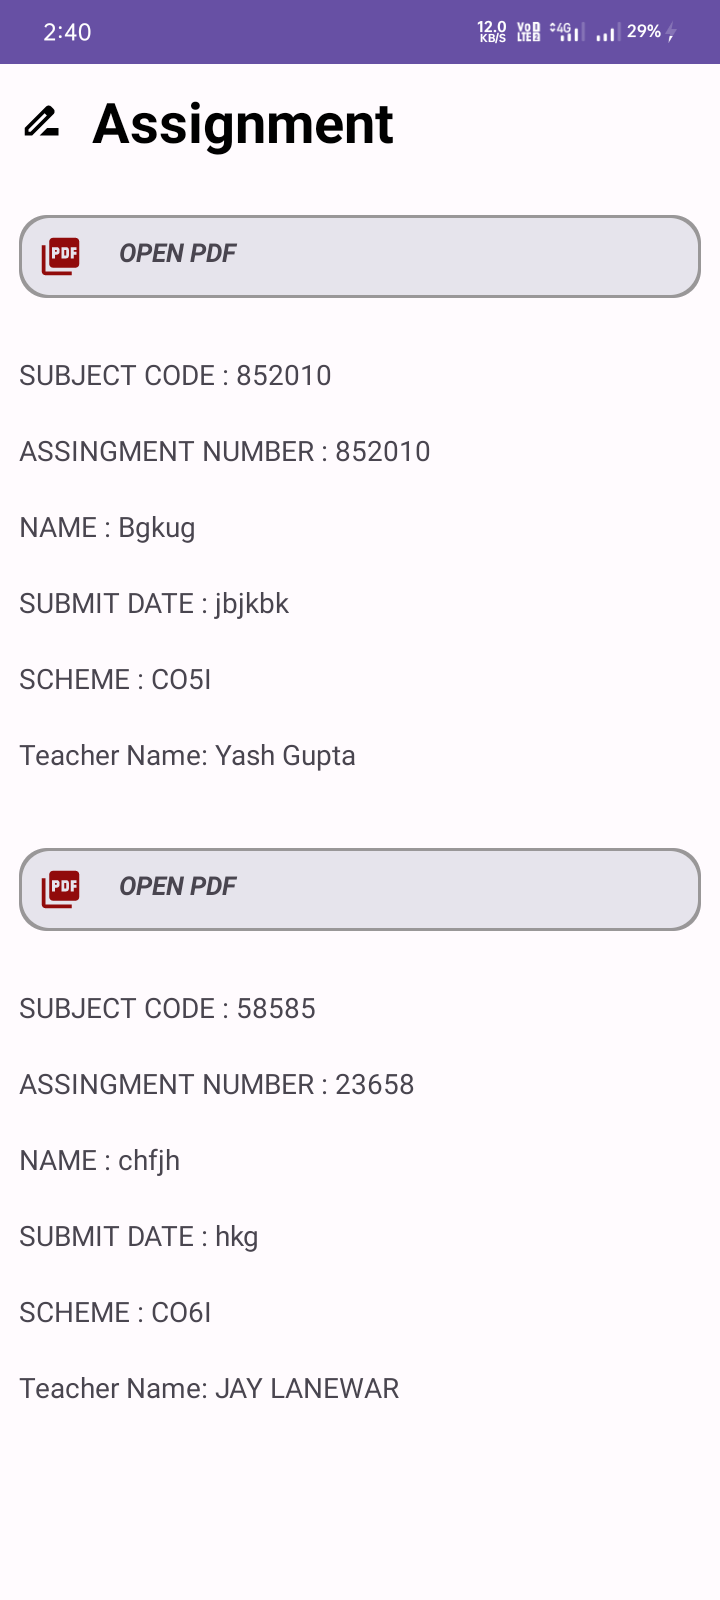 2:40 12.0 KB/S VoD LTE2 4G 29%
Assignment
PDF OPEN PDF
SUBJECT CODE : 852010
ASSINGMENT NUMBER : 852010
NAME : Bgkug
SUBMIT DATE : jbjkbk
SCHEME : CO5I
Teacher Name: Yash Gupta
PDF OPEN PDF
SUBJECT CODE : 58585
ASSINGMENT NUMBER : 23658
NAME : chfjh
SUBMIT DATE : hkg
SCHEME : CO6I
Teacher Name: JAY LANEWAR